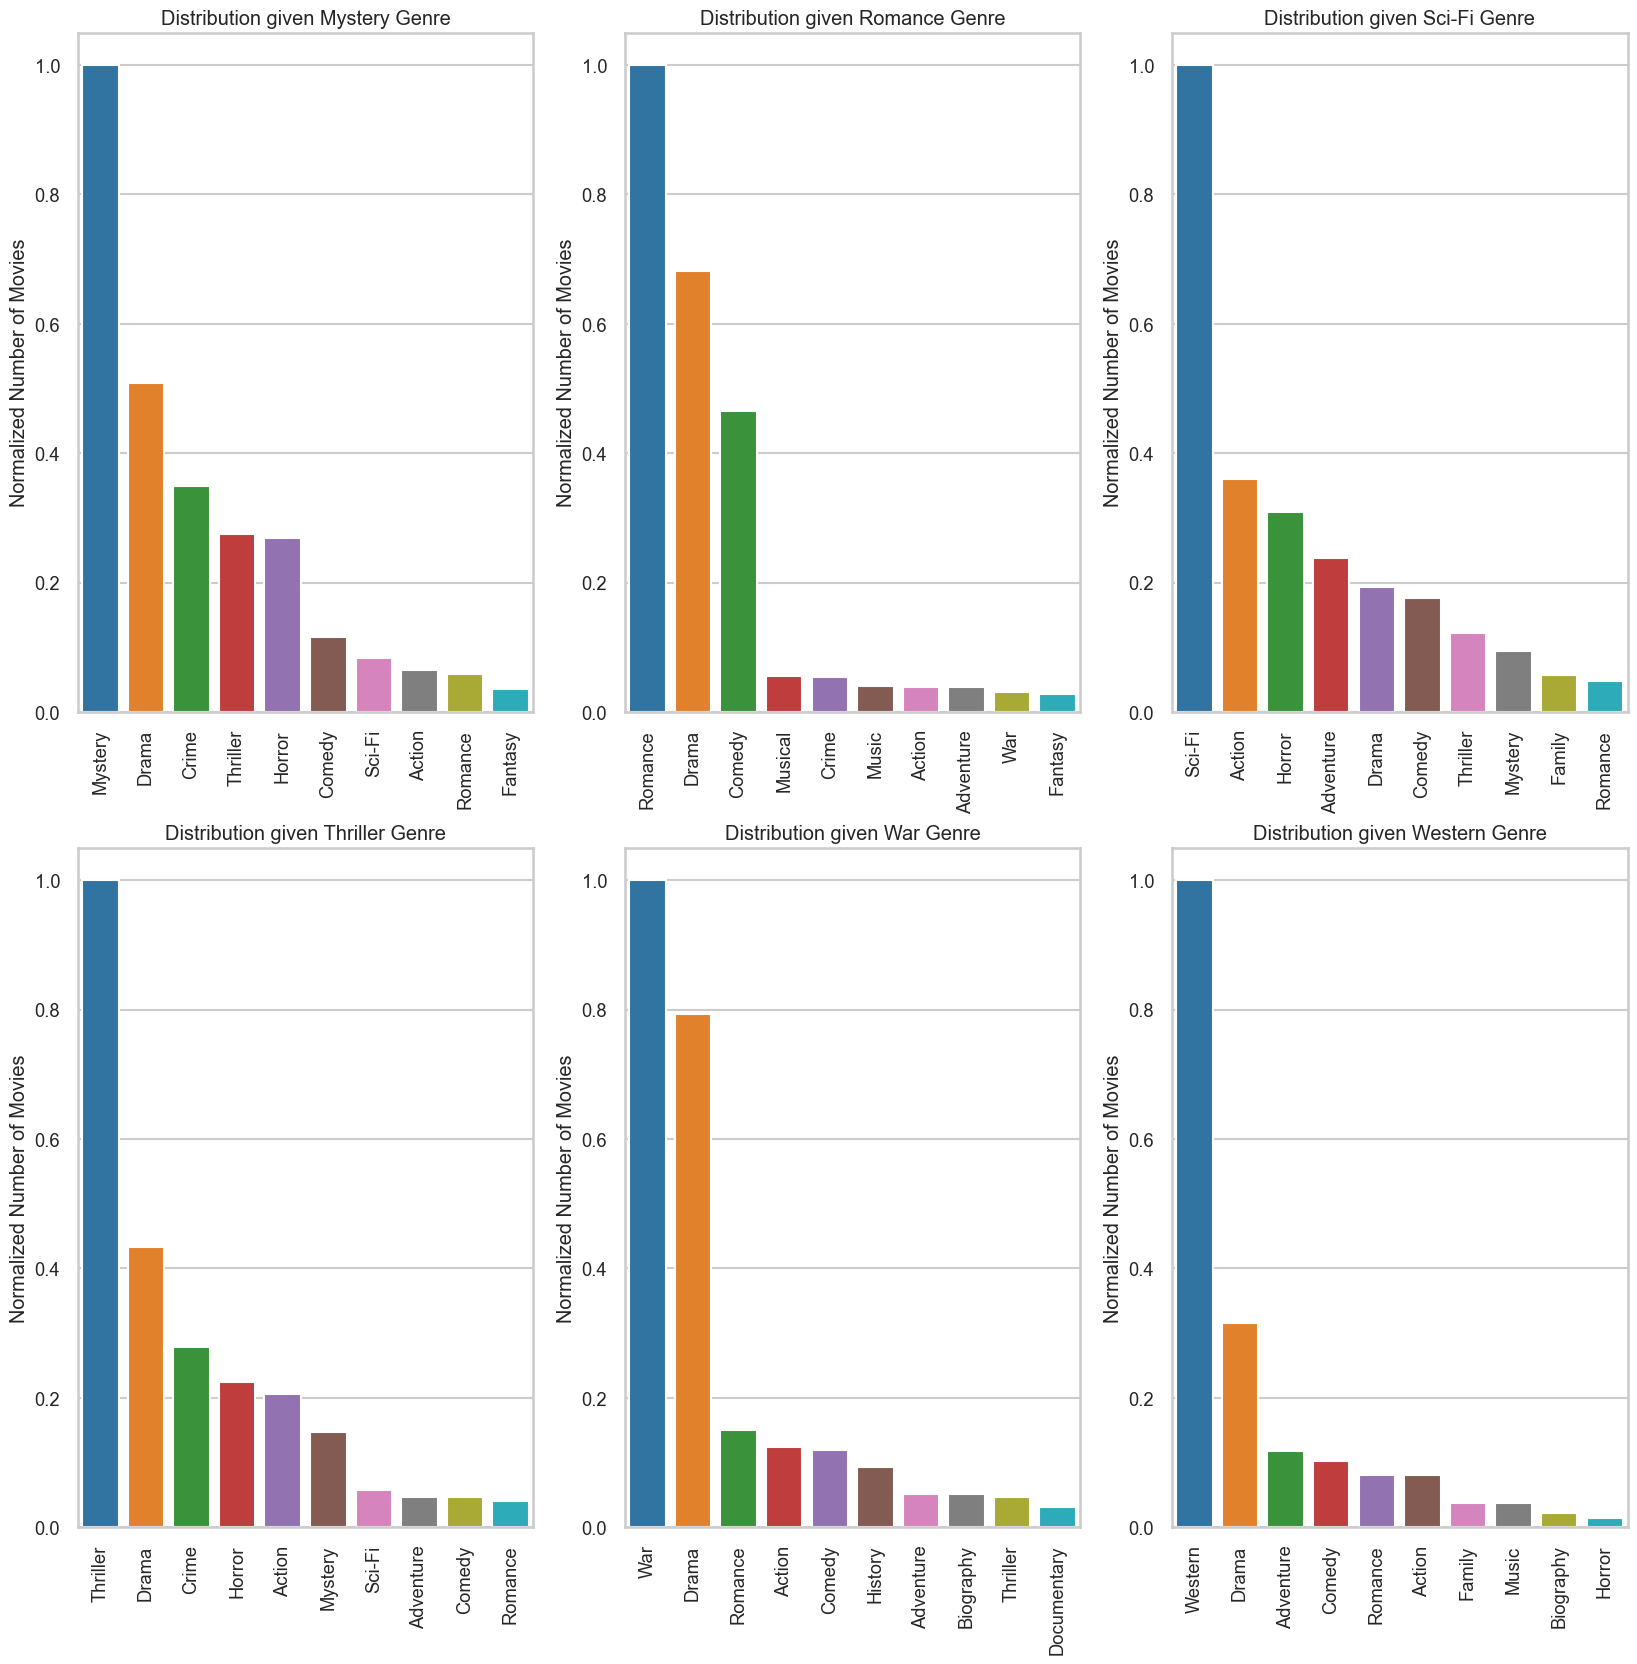 Distribution given Mystery Genre
Normalized Number of Movies
1.0
0.8
0.6
0.4
0.2
0.0
Mystery
Drama
Crime
Thriller
Horror
Comedy
Sci-Fi
Action
Romance
Fantasy
Distribution given Romance Genre
Normalized Number of Movies
1.0
0.8
0.6
0.4
0.2
0.0
Romance
Drama
Comedy
Musical
Crime
Music
Action
Adventure
War
Fantasy
Distribution given Sci-Fi Genre
Normalized Number of Movies
1.0
0.8
0.6
0.4
0.2
0.0
Sci-Fi
Action
Horror
Adventure
Drama
Comedy
Thriller
Mystery
Family
Romance
Distribution given Thriller Genre
Normalized Number of Movies
1.0
0.8
0.6
0.4
0.2
0.0
Thriller
Drama
Crime
Horror
Action
Mystery
Sci-Fi
Adventure
Comedy
Romance
Distribution given War Genre
Normalized Number of Movies
1.0
0.8
0.6
0.4
0.2
0.0
War
Drama
Romance
Action
Comedy
History
Adventure
Biography
Thriller
Documentary
Distribution given Western Genre
Normalized Number of Movies
1.0
0.8
0.6
0.4
0.2
0.0
Western
Drama
Adventure
Comedy
Romance
Action
Family
Music
Biography
Horror